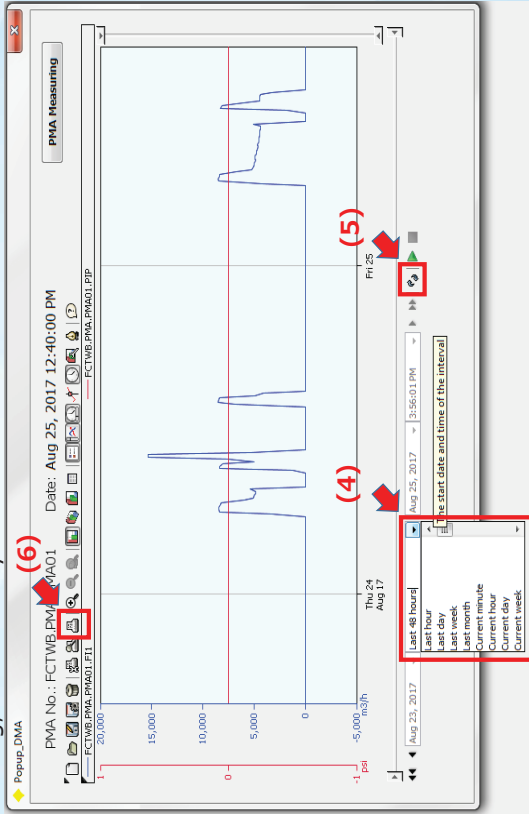 Popup_DMA
PMA No.: FCTWB.PMA.PMA01 Date: Aug 25, 2017 12:40:00 PM
PMA Measuring
(6)
FCTWB.PMA.PMA01.FI1
FCTWB.PMA.PMA01.PIP
1
0
-1
psi
20,000
15,000
10,000
5,000
0
-5,000
m3/h
Thu 24
Aug 17
Fri 25
(4)
(5)
Aug 23, 2017
Last 48 hours
Aug 25, 2017
3:56:01 PM
The start date and time of the interval
Last hour
Last day
Last week
Last month
Current minute
Current hour
Current day
Current week